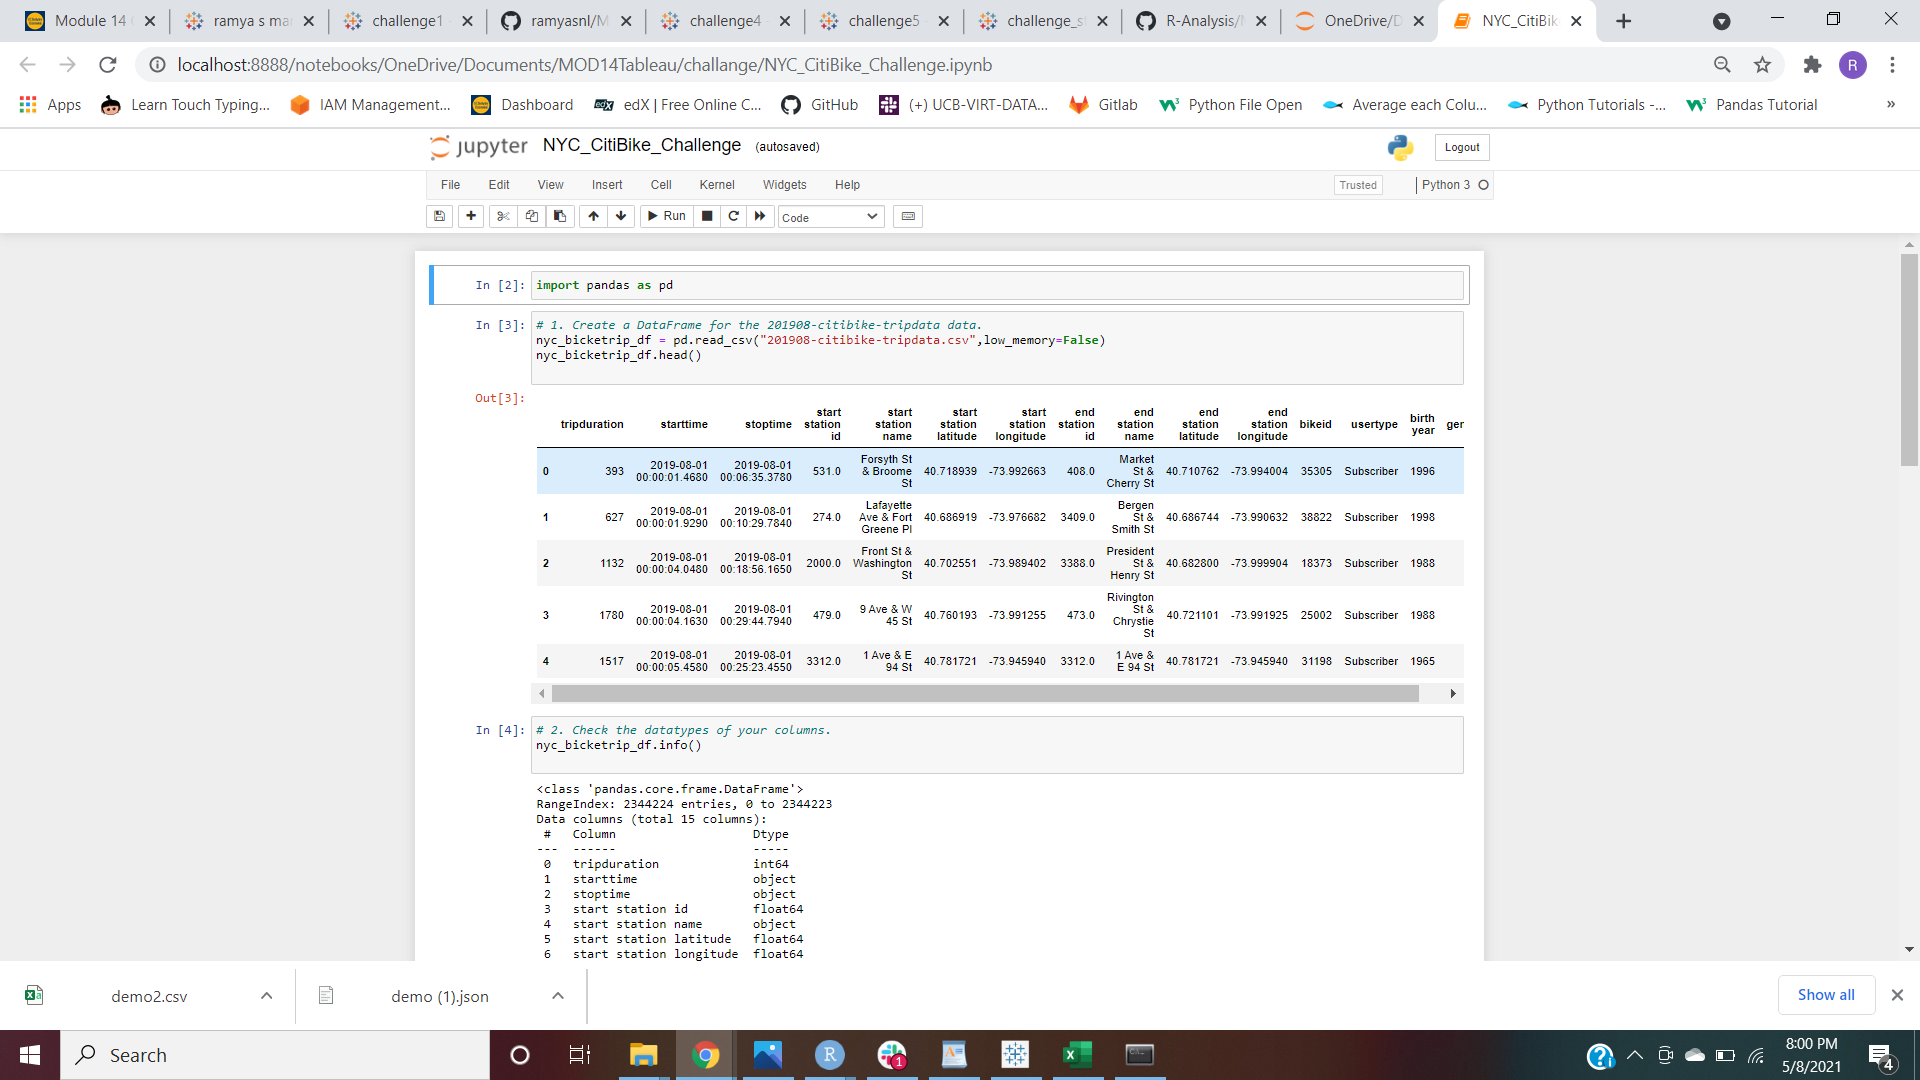 Module 14
ramya s ma
challenge1
ramyasnl/M
challenge4
challenge5
challenge_s
R-Analysis/
OneDrive/D
NYC_CitiBik
localhost:8888/notebooks/OneDrive/Documents/MOD14Tableau/challange/NYC_CitiBike_Challenge.ipynb
R
Apps
Learn Touch Typing...
IAM Management...
Dashboard
edX
edX | Free Online C...
GitHub
(+) UCB-VIRT-DATA...
Gitlab
Python File Open
Average each Colu...
Python Tutorials -...
Pandas Tutorial
»
jupyter NYC_CitiBike_Challenge (autosaved)
Logout
File Edit View Insert Cell Kernel Widgets Help
Trusted
Python 3
Run
Code
In [2]: import pandas as pd
In [3]: # 1. Create a DataFrame for the 201908-citibike-tripdata data.
nyc_bicketrip_df = pd.read_csv("201908-citibike-tripdata.csv",low_memory=False)
nyc_bicketrip_df.head()
Out[3]:
tripduration starttime stoptime start station id start station name start station latitude start station longitude end station id end station name end station latitude end station longitude bikeid usertype birth year ger
0 393 2019-08-01 00:00:01.4680 2019-08-01 00:06:35.3780 531.0 Forsyth St & Broome St 40.718939 -73.992663 408.0 Market St & Cherry St 40.710762 -73.994004 35305 Subscriber 1996
1 627 2019-08-01 00:00:01.9290 2019-08-01 00:10:29.7840 274.0 Lafayette Ave & Fort Greene Pl 40.686919 -73.976682 3409.0 Bergen St & Smith St 40.686744 -73.990632 38822 Subscriber 1998
2 1132 2019-08-01 00:00:04.0480 2019-08-01 00:18:56.1650 2000.0 Front St & Washington St 40.702551 -73.989402 3388.0 President St & Henry St 40.682800 -73.999904 18373 Subscriber 1988
3 1780 2019-08-01 00:00:04.1630 2019-08-01 00:29:44.7940 479.0 9 Ave & W 45 St 40.760193 -73.991255 473.0 Rivington St & Chrystie St 40.721101 -73.991925 25002 Subscriber 1988
4 1517 2019-08-01 00:00:05.4580 2019-08-01 00:25:23.4550 3312.0 1 Ave & E 94 St 40.781721 -73.945940 3312.0 1 Ave & E 94 St 40.781721 -73.945940 31198 Subscriber 1965
In [4]: # 2. Check the datatypes of your columns.
nyc_bicketrip_df.info()
<class 'pandas.core.frame.DataFrame'>
RangeIndex: 2344224 entries, 0 to 2344223
Data columns (total 15 columns):
# Column Dtype
--- ------ -----
0 tripduration int64
1 starttime object
2 stoptime object
3 start station id float64
4 start station name object
5 start station latitude float64
6 start station longitude float64
demo2.csv
demo (1).json
Show all
Search
R
1
8:00 PM
5/8/2021
4